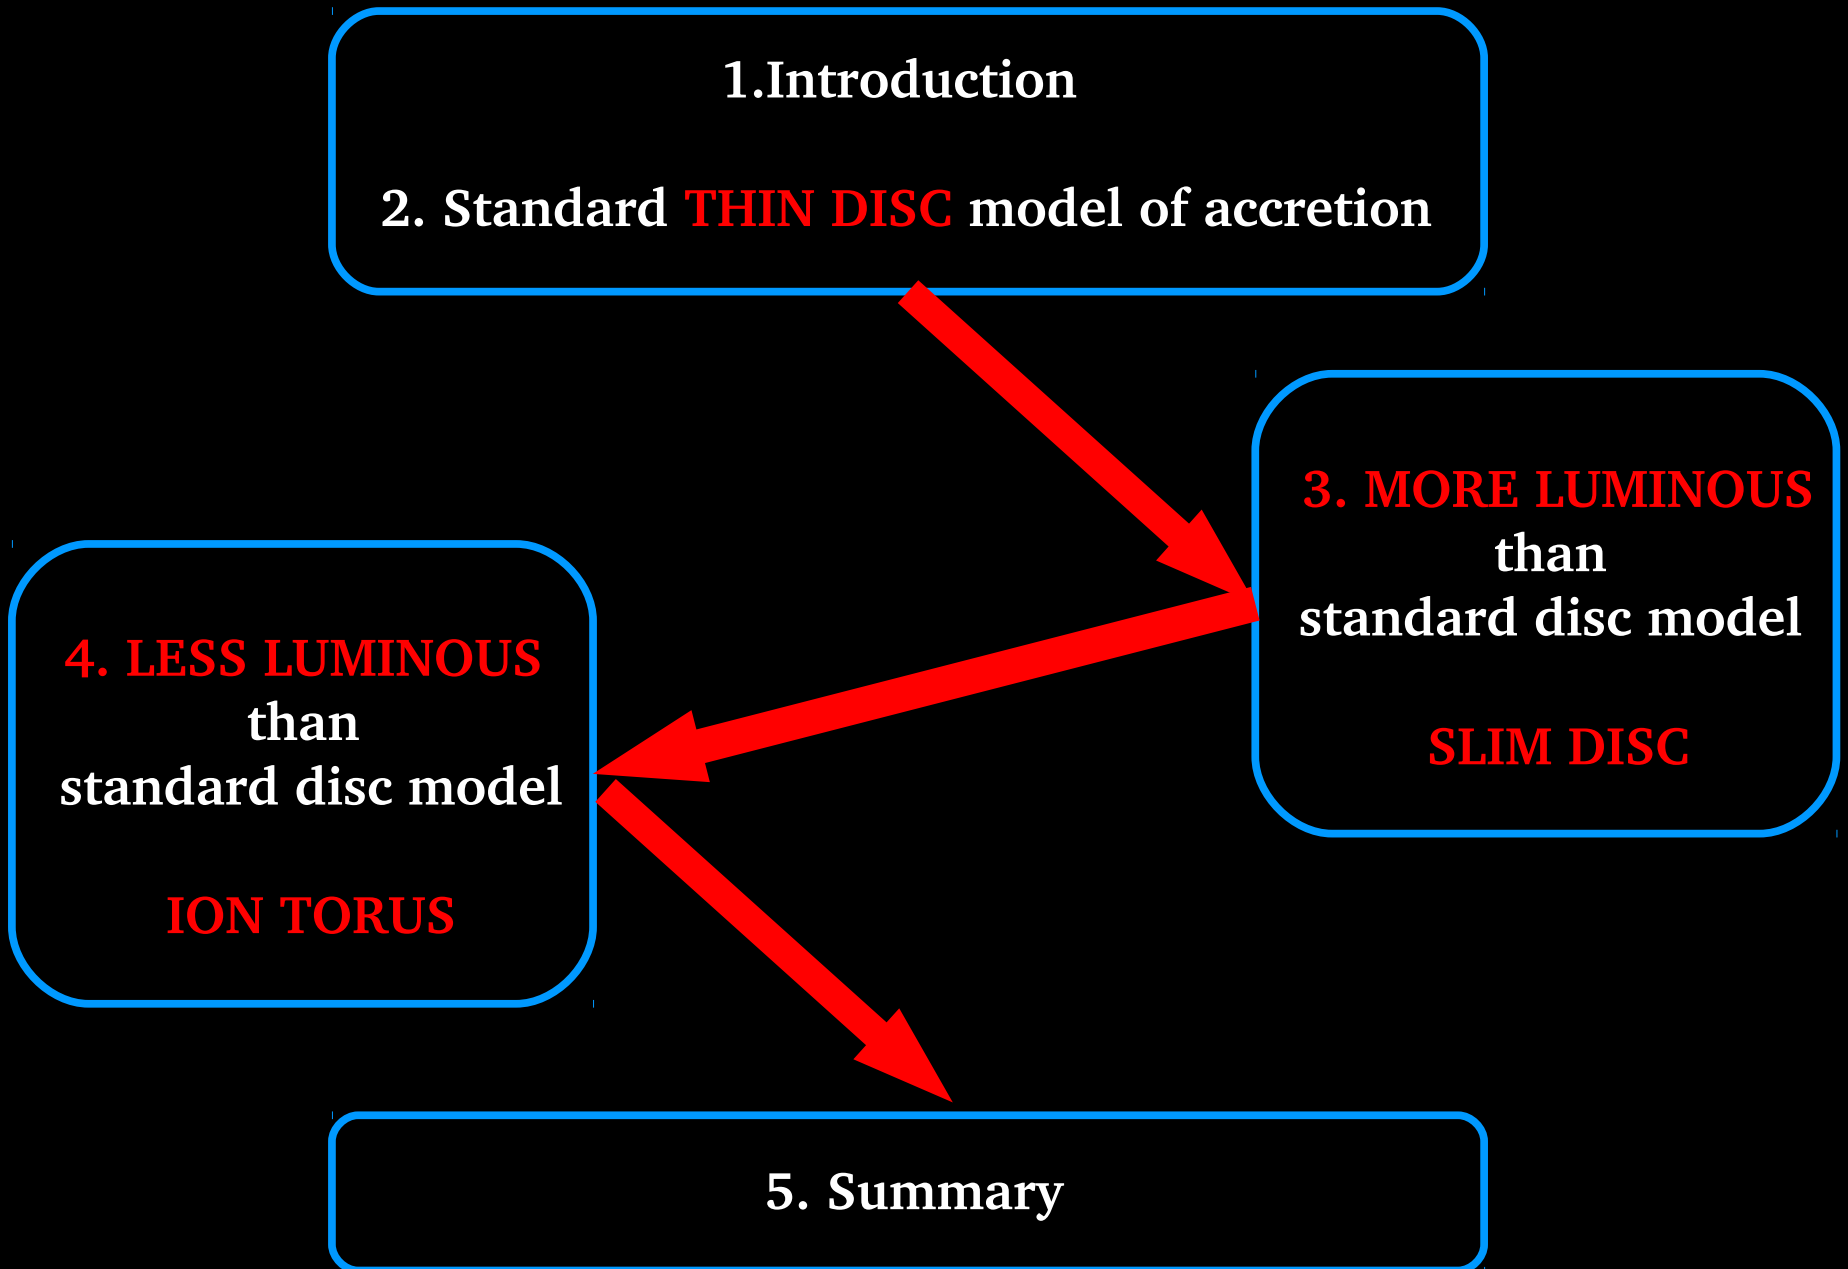 1.Introduction
2. Standard THIN DISC model of accretion
3. MORE LUMINOUS
than
standard disc model
SLIM DISC
4. LESS LUMINOUS
than
standard disc model
ION TORUS
5. Summary